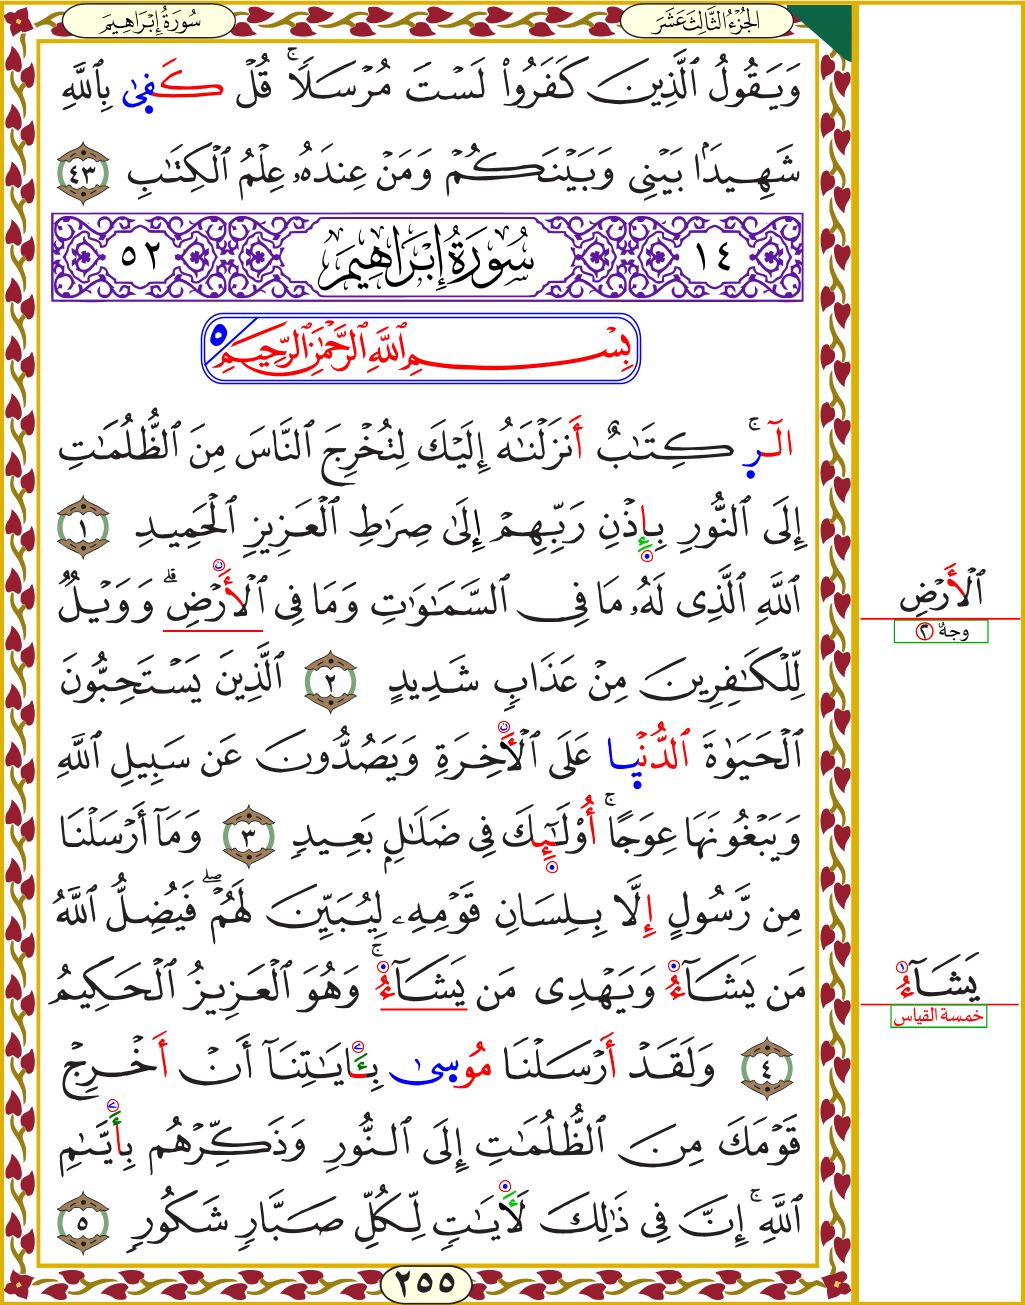 سُورَةُ إِبْرَاهِيمَ
الجُزْءُ الثَّالِثَ عَشَرَ
وَيَقُولُ ٱلَّذِينَ كَفَرُواْ لَسْتَ مُرْسَلًاۚ قُلْ كَفَىٰ بِٱللَّهِ
شَهِيدَۢا بَيْنِي وَبَيْنَكُمْ وَمَنْ عِندَهُۥ عِلْمُ ٱلْكِتَٰبِ ٤٣
١٤ سُورَةُ إِبْرَاهِيمَ ٥٢
بِسْمِ ٱللَّهِ ٱلرَّحْمَٰنِ ٱلرَّحِيمِ ٥
الٓرۚ كِتَٰبٌ أَنزَلْنَٰهُ إِلَيْكَ لِتُخْرِجَ ٱلنَّاسَ مِنَ ٱلظُّلُمَٰتِ
إِلَى ٱلنُّورِ بِإِذْنِ رَبِّهِمْ إِلَىٰ صِرَٰطِ ٱلْعَزِيزِ ٱلْحَمِيدِ ١
ٱللَّهِ ٱلَّذِى لَهُۥ مَا فِى ٱلسَّمَٰوَٰتِ وَمَا فِى ٱلْأَرْضِۗ وَوَيْلٌ
لِّلْكَٰفِرِينَ مِنْ عَذَابٖ شَدِيدٍ ٢ ٱلَّذِينَ يَسْتَحِبُّونَ
ٱلْحَيَوٰةَ ٱلدُّنْيَا عَلَى ٱلْأَخِرَةِ وَيَصُدُّونَ عَن سَبِيلِ ٱللَّهِ
وَيَبْغُونَهَا عِوَجًاۚ أُوْلَٰٓئِكَ فِى ضَلَٰلِۭ بَعِيدٖ ٣ وَمَآ أَرْسَلْنَا
مِن رَّسُولٍ إِلَّا بِلِسَانِ قَوْمِهِۦ لِيُبَيِّنَ لَهُمْۖ فَيُضِلُّ ٱللَّهُ
مَن يَشَآءُ وَيَهْدِى مَن يَشَآءُۚ وَهُوَ ٱلْعَزِيزُ ٱلْحَكِيمُ
٤ وَلَقَدْ أَرْسَلْنَا مُوسَىٰ بِـَٔايَٰتِنَآ أَنْ أَخْرِجْ
قَوْمَكَ مِنَ ٱلظُّلُمَٰتِ إِلَى ٱلنُّورِ وَذَكِّرْهُم بِأَيَّىٰمِ
ٱللَّهِۚ إِنَّ فِى ذَٰلِكَ لَأَيَٰتٖ لِّكُلِّ صَبَّارٖ شَكُورٖ ٥
٢٥٥
ٱلْأَرْضِ
وجهٌ ٢
يَشَآءُ
خمسة القياس